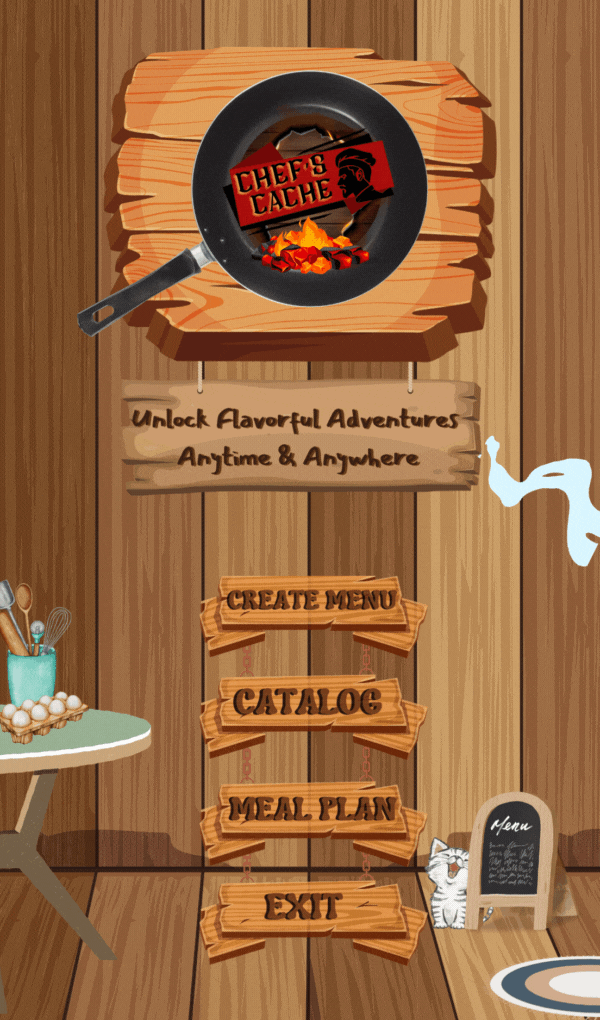 CHEF'S
CACHE
Unlock Flavorful Adventures
Anytime & Anywhere
CREATE MENU
CATALOG
MEAL PLAN
EXIT
Menu